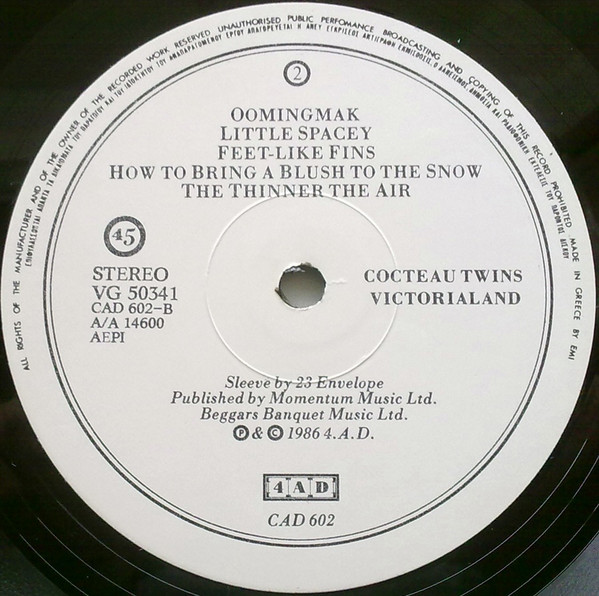 ALL RIGHTS OF THE MANUFACTURER AND OF THE OWNER OF THE RECORDED WORK RESERVED UNAUTHORISED PUBLIC PERFOMANCE BROADCASTING AND COPYING OF THIS RECORD PROHIBITED MADE IN GREECE BY EMI
2
OOMINGMAK
LITTLE SPACEY
FEET-LIKE FINS
HOW TO BRING A BLUSH TO THE SNOW
THE THINNER THE AIR
45
STEREO
VG 50341
CAD 602-B
A/A 14600
AEPI
COCTEAU TWINS
VICTORIALAND
Sleeve by 23 Envelope
Published by Momentum Music Ltd.
Beggars Banquet Music Ltd.
℗ & © 1986 4.A.D.
4AD
CAD 602